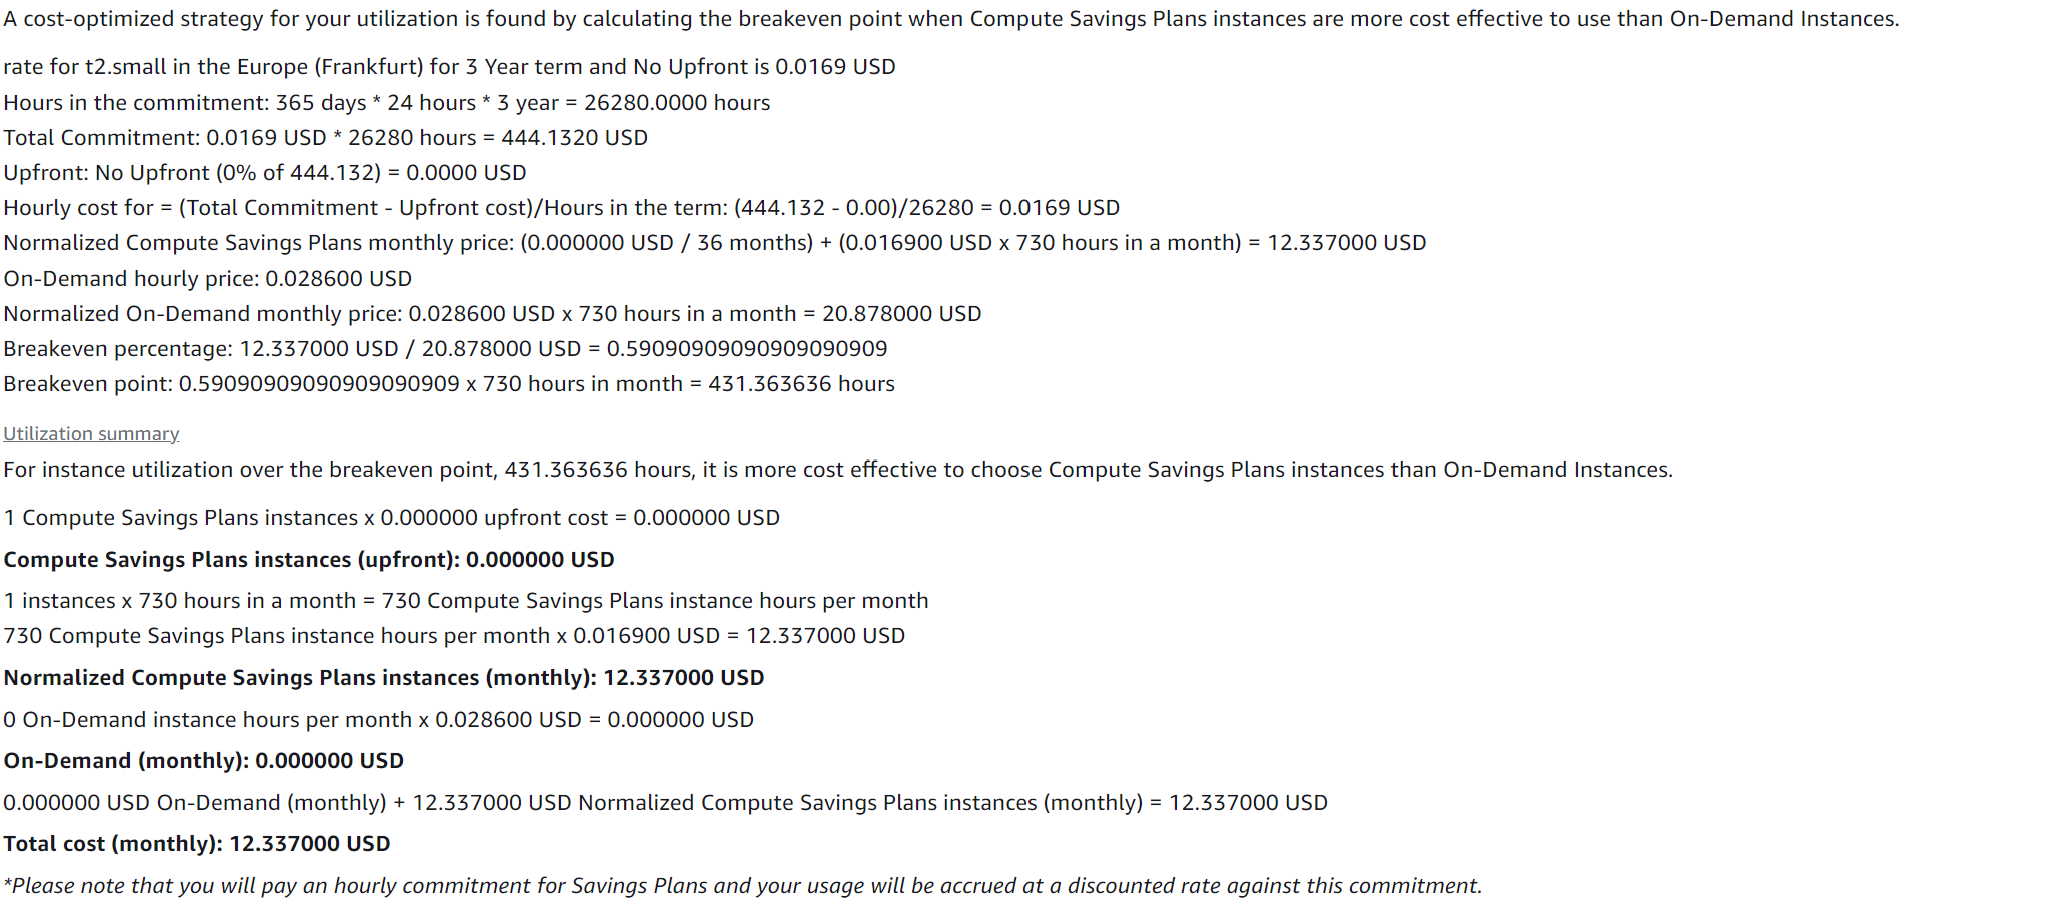 A cost-optimized strategy for your utilization is found by calculating the breakeven point when Compute Savings Plans instances are more cost effective to use than On-Demand Instances.
rate for t2.small in the Europe (Frankfurt) for 3 Year term and No Upfront is 0.0169 USD
Hours in the commitment: 365 days * 24 hours * 3 year = 26280.0000 hours
Total Commitment: 0.0169 USD * 26280 hours = 444.1320 USD
Upfront: No Upfront (0% of 444.132) = 0.0000 USD
Hourly cost for = (Total Commitment - Upfront cost)/Hours in the term: (444.132 - 0.00)/26280 = 0.0169 USD
Normalized Compute Savings Plans monthly price: (0.000000 USD / 36 months) + (0.016900 USD x 730 hours in a month) = 12.337000 USD
On-Demand hourly price: 0.028600 USD
Normalized On-Demand monthly price: 0.028600 USD x 730 hours in a month = 20.878000 USD
Breakeven percentage: 12.337000 USD / 20.878000 USD = 0.59090909090909090909
Breakeven point: 0.59090909090909090909 x 730 hours in month = 431.363636 hours
Utilization summary
For instance utilization over the breakeven point, 431.363636 hours, it is more cost effective to choose Compute Savings Plans instances than On-Demand Instances.
1 Compute Savings Plans instances x 0.000000 upfront cost = 0.000000 USD
Compute Savings Plans instances (upfront): 0.000000 USD
1 instances x 730 hours in a month = 730 Compute Savings Plans instance hours per month
730 Compute Savings Plans instance hours per month x 0.016900 USD = 12.337000 USD
Normalized Compute Savings Plans instances (monthly): 12.337000 USD
0 On-Demand instance hours per month x 0.028600 USD = 0.000000 USD
On-Demand (monthly): 0.000000 USD
0.000000 USD On-Demand (monthly) + 12.337000 USD Normalized Compute Savings Plans instances (monthly) = 12.337000 USD
Total cost (monthly): 12.337000 USD
*Please note that you will pay an hourly commitment for Savings Plans and your usage will be accrued at a discounted rate against this commitment.